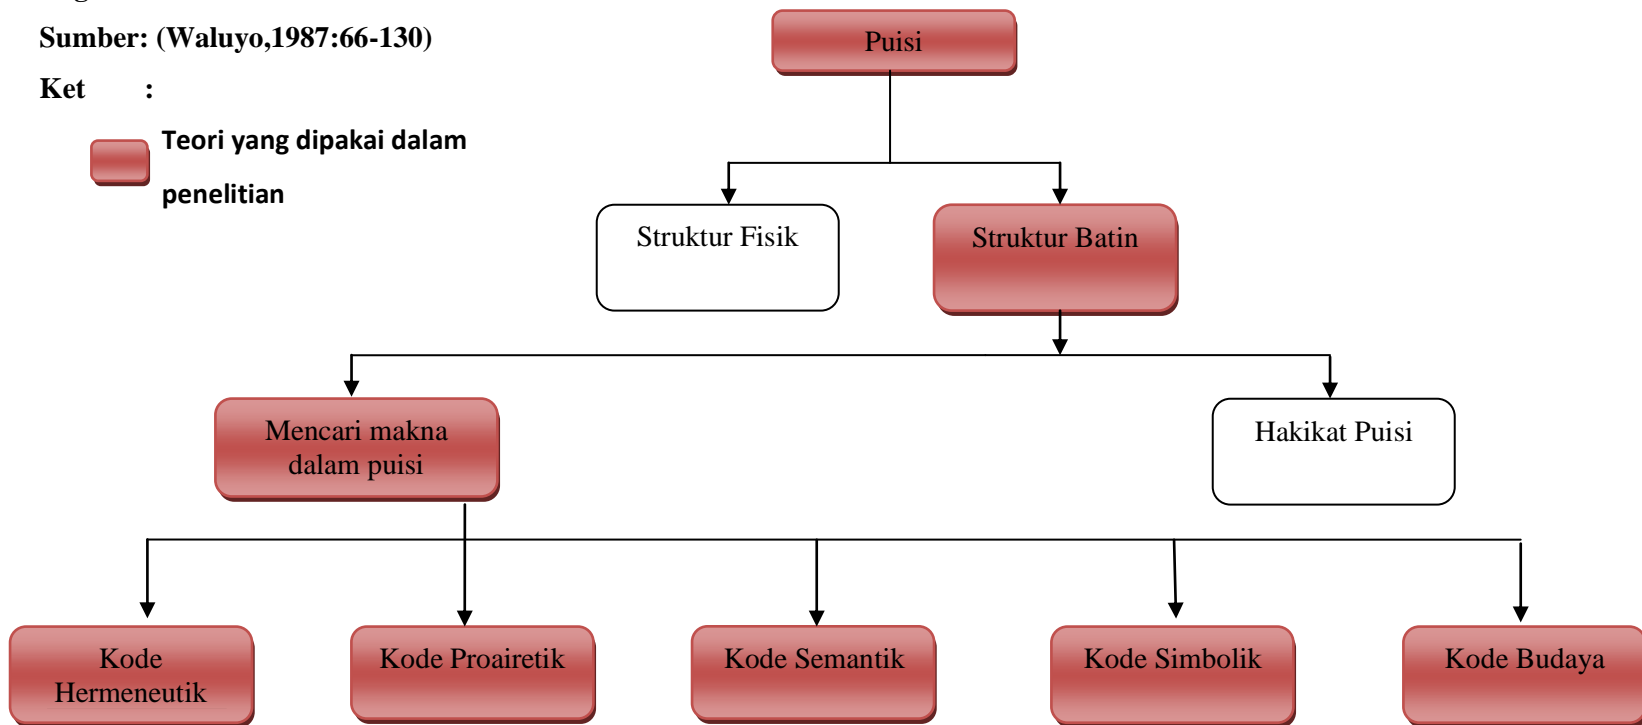 Sumber: (Waluyo,1987:66-130)
Ket :
Teori yang dipakai dalam
penelitian
Puisi
Struktur Fisik
Struktur Batin
Mencari makna
dalam puisi
Hakikat Puisi
Kode
Hermeneutik
Kode Proairetik
Kode Semantik
Kode Simbolik
Kode Budaya